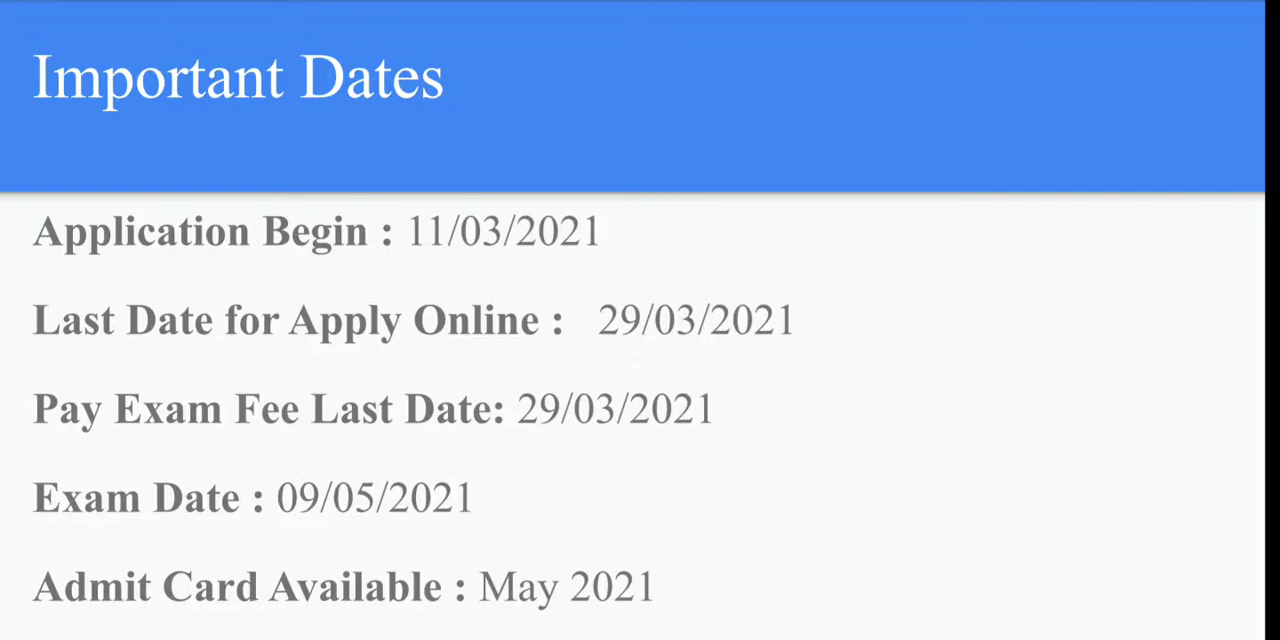 Important Dates
Application Begin : 11/03/2021
Last Date for Apply Online : 29/03/2021
Pay Exam Fee Last Date: 29/03/2021
Exam Date : 09/05/2021
Admit Card Available : May 2021